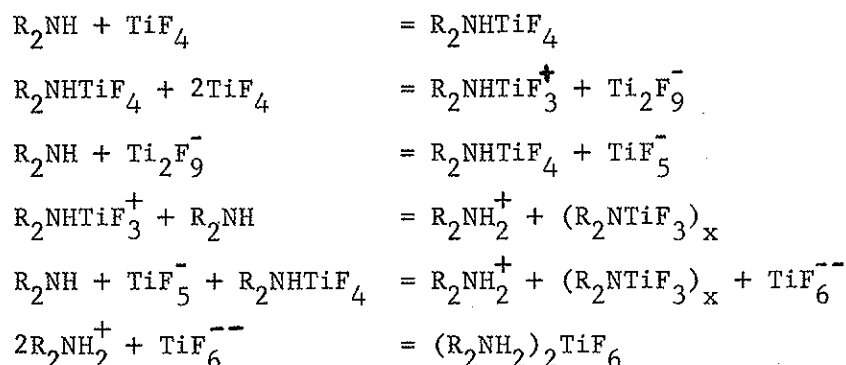 R₂NH + TiF₄ = R₂NHTiF₄
R₂NHTiF₄ + 2TiF₄ = R₂NHTiF₃⁺ + Ti₂F₉⁻
R₂NH + Ti₂F₉⁻ = R₂NHTiF₄ + TiF₅⁻
R₂NHTiF₃⁺ + R₂NH = R₂NH₂⁺ + (R₂NTiF₃)ₓ
R₂NH + TiF₅⁻ + R₂NHTiF₄ = R₂NH₂⁺ + (R₂NTiF₃)ₓ + TiF₆⁻⁻
2R₂NH₂⁺ + TiF₆⁻⁻ = (R₂NH₂)₂TiF₆